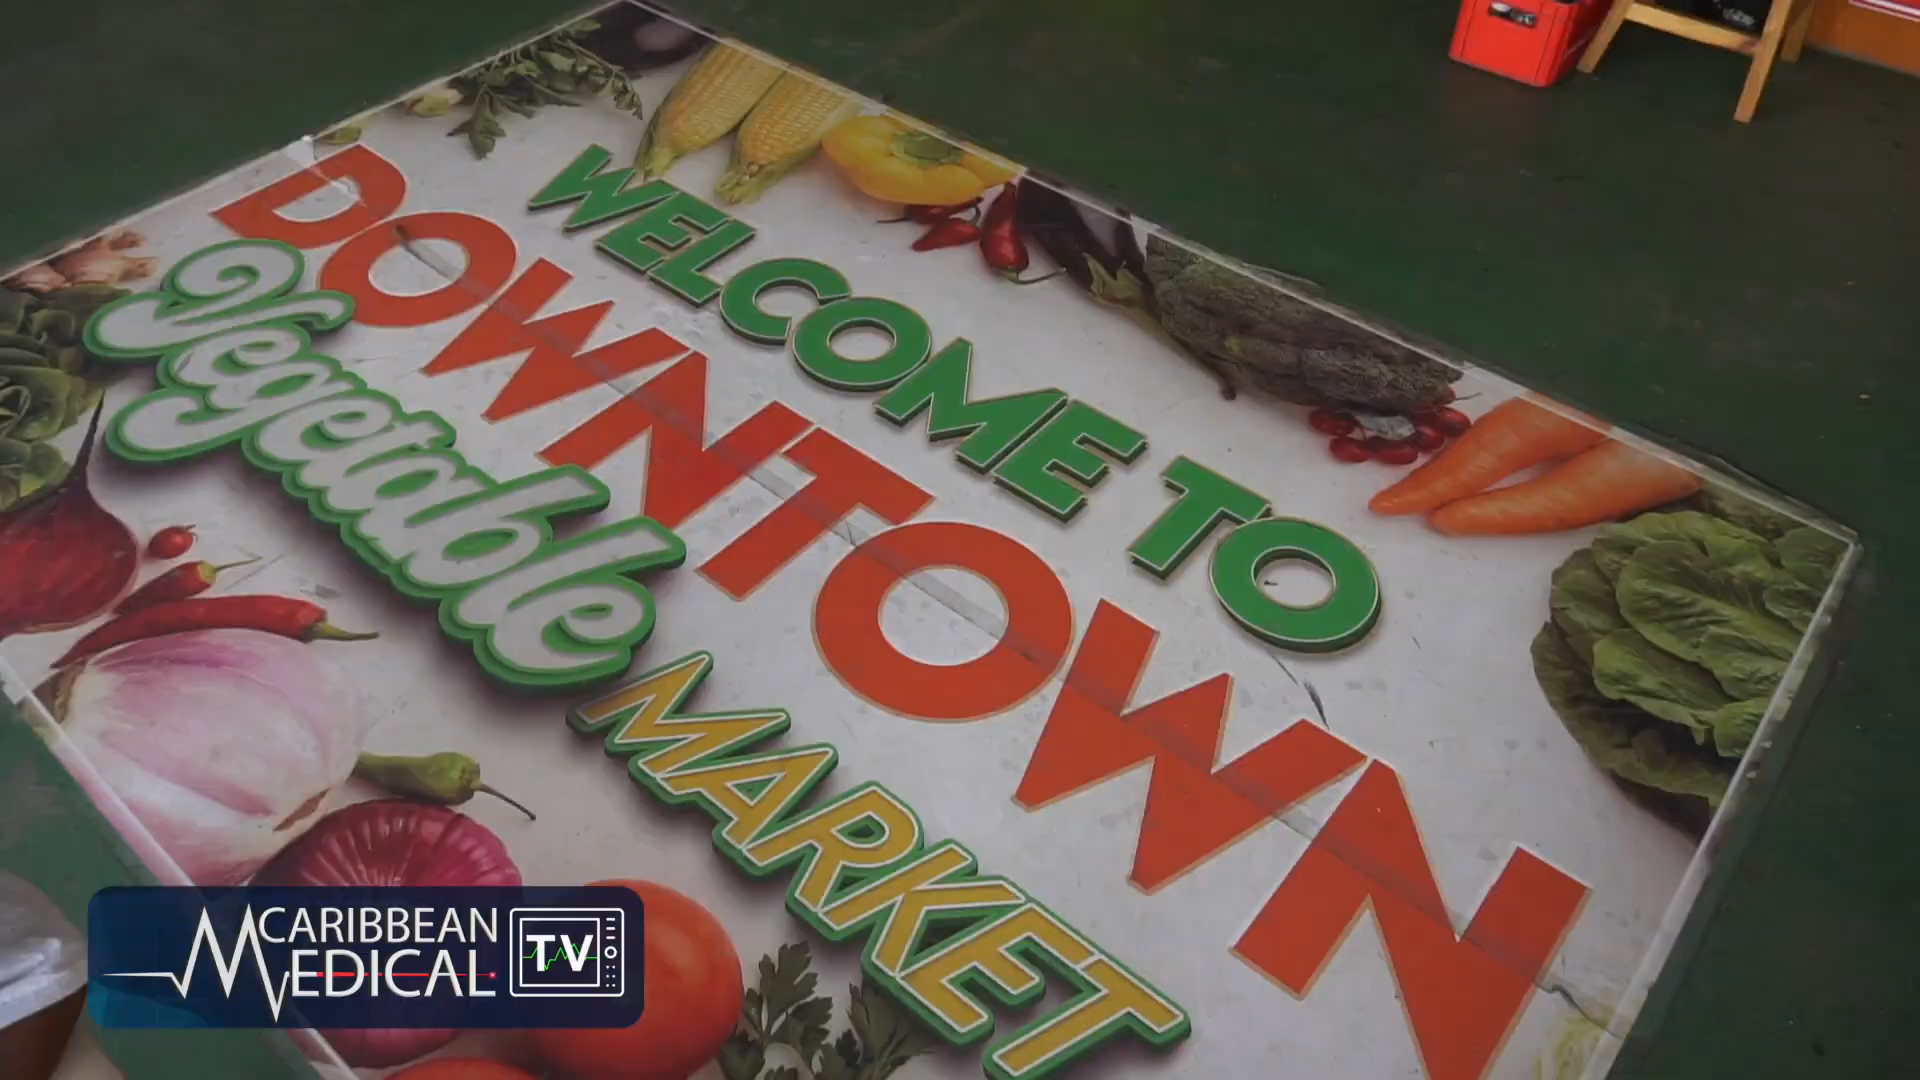 WELCOME TO
DOWNTOWN
Vegetable
MARKET
CARIBBEAN
MEDICAL
TV